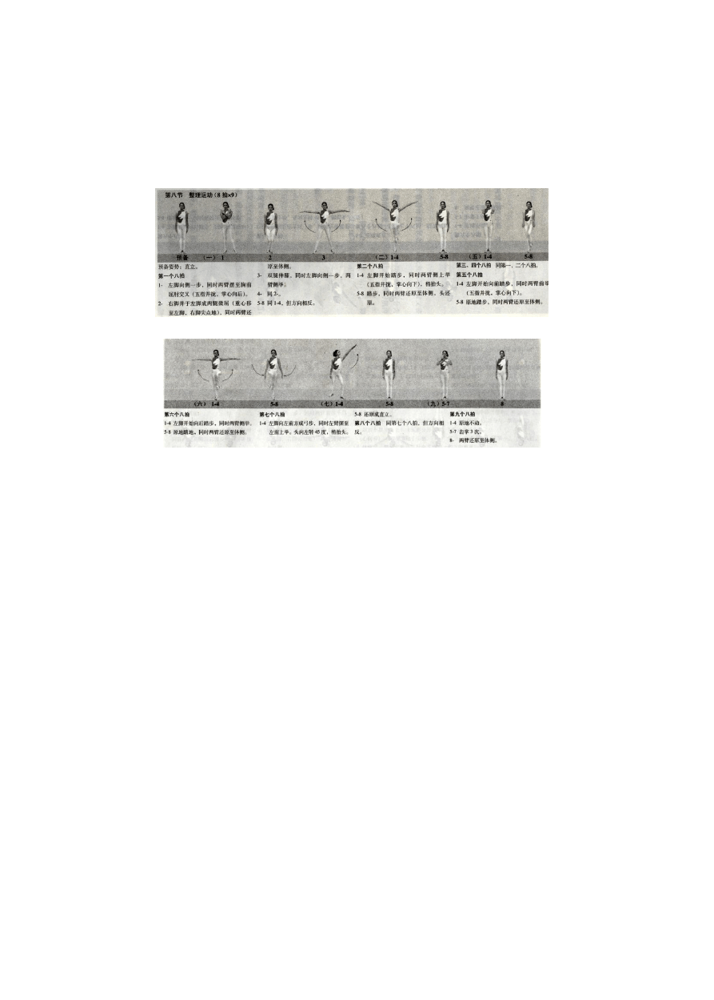 第八节 整理运动(8 拍×9)
预备 (一) 1 2 3 (二) 1-4 5-8 (五) 1-4 5-8
预备姿势:直立。
第一个八拍
1- 左脚向侧一步,同时两臂摆至胸前
屈肘交叉(五指并拢,掌心向后)。
2- 右脚并于左脚成两腿微屈(重心移
至左脚,右脚尖点地),同时两臂还
原至体侧。
3- 双腿伸膝,同时左脚向侧一步,两
臂侧举。
4- 同 2-。
5-8 同 1-4,但方向相反。
第二个八拍
1-4 左脚开始踏步,同时两臂侧上举
(五指并拢,掌心向下),稍抬头。
5-8 踏步,同时两臂还原至体侧,头还
原。
第三、四个八拍 同第一、二个八拍。
第五个八拍
1-4 左脚开始向前踏步,同时两臂前举
(五指并拢,掌心向下)。
5-8 原地踏步,同时两臂还原至体侧。
(六) 1-4 5-8 (七) 1-4 5-8 (九) 5-7 8
第六个八拍
1-4 左脚开始向后踏步,同时两臂侧举。
5-8 原地踏地,同时两臂还原至体侧。
第七个八拍
1-4 左脚向左前方成弓步,同时左臂摆至
左前上举,头向左转 45 度,稍抬头。
5-8 还原成直立。
第八个八拍 同第七个八拍,但方向相
反。
第九个八拍
1-4 原地不动。
5-7 击掌 3 次。
8- 两臂还原至体侧。